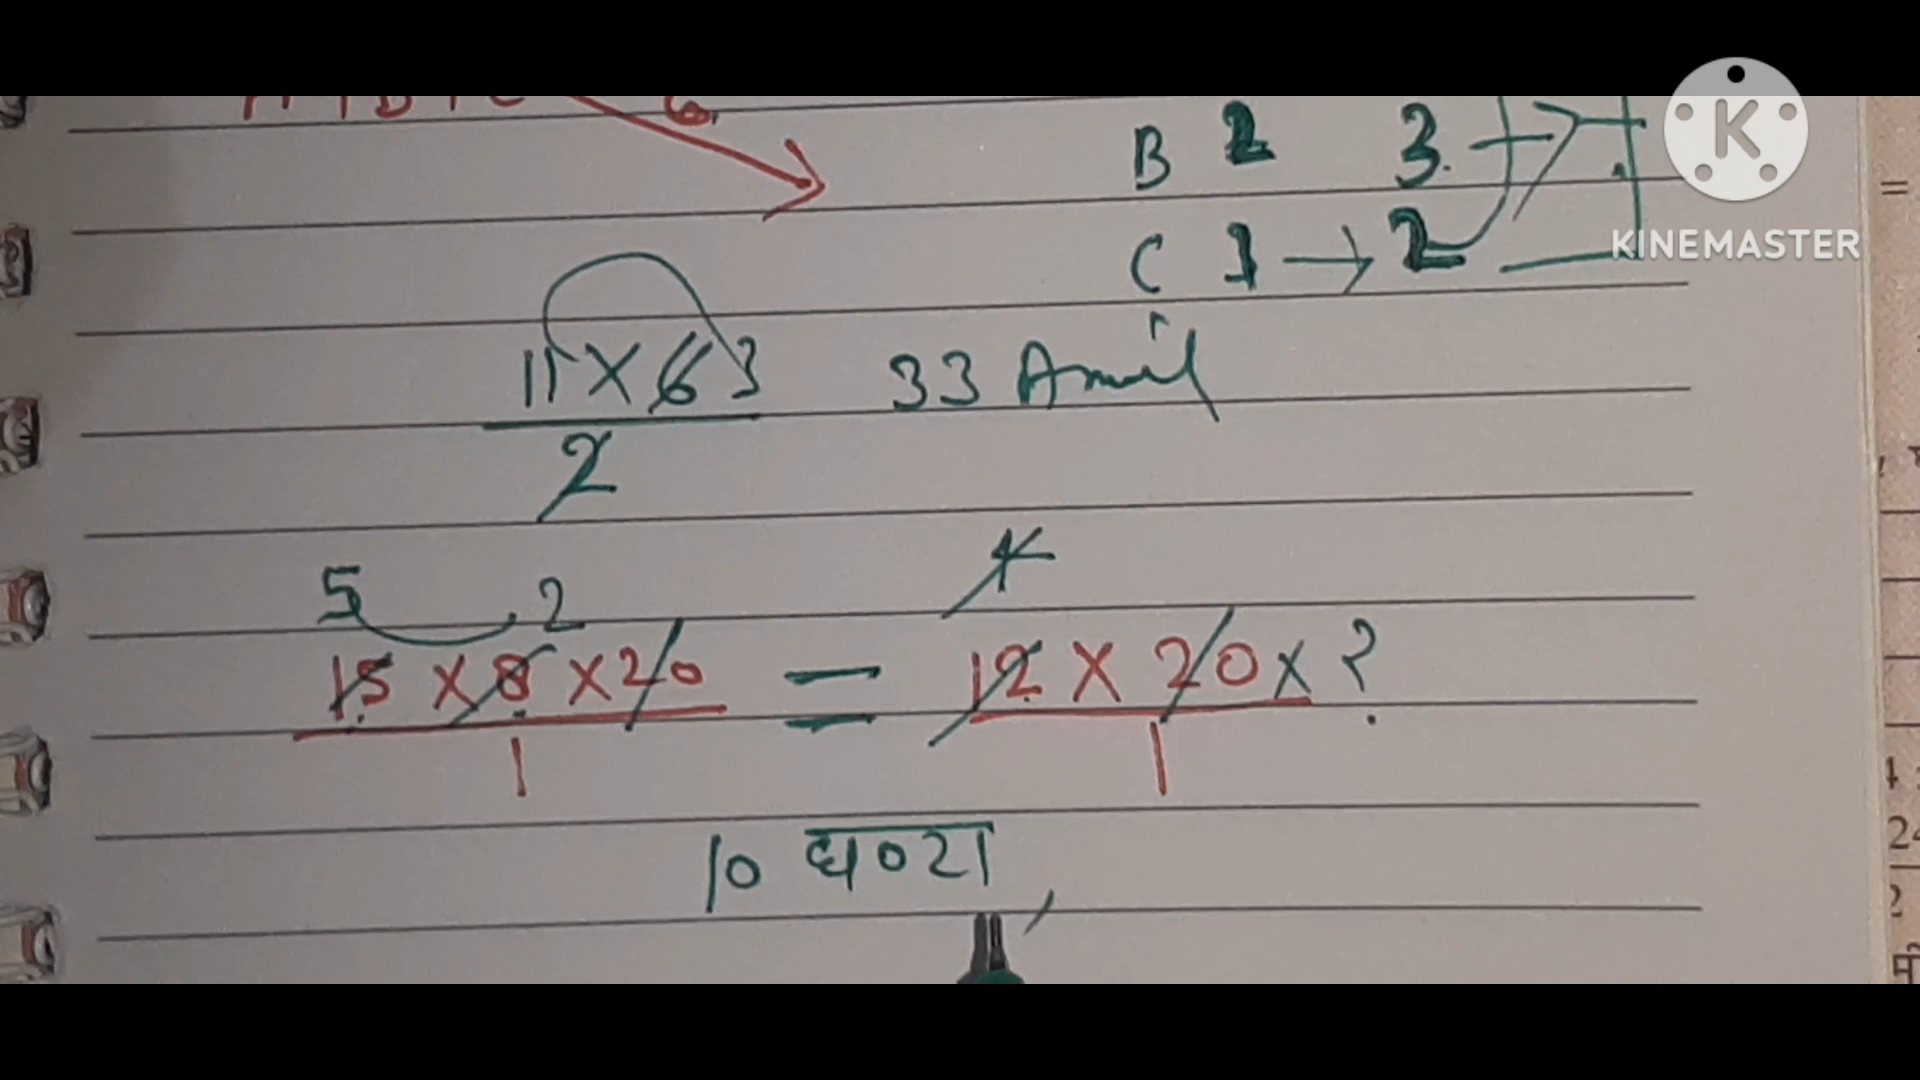 B 2 3
C 1 → 2
KINEMASTER
11 X 6 3 33 Amil
2
5 2 4
15 X 8 X 20 = 12 X 20 X ?
1 1
10 घण्टा